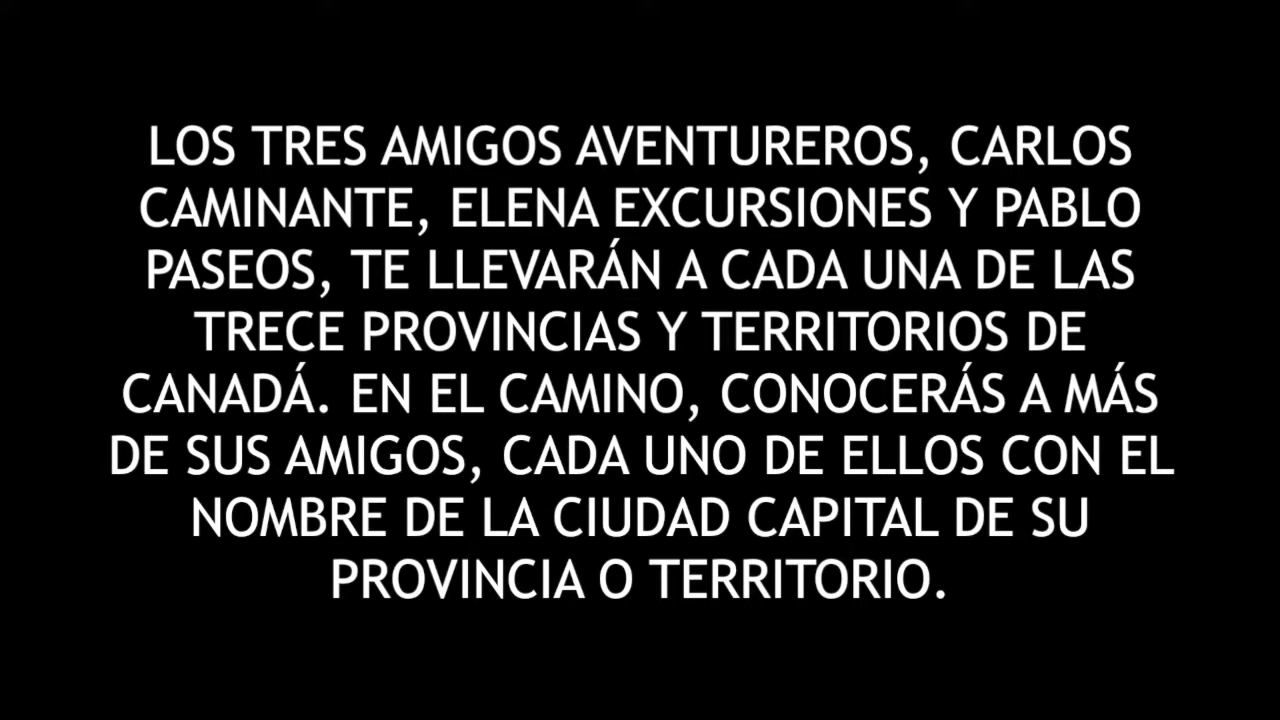 LOS TRES AMIGOS AVENTUREROS, CARLOS
CAMINANTE, ELENA EXCURSIONES Y PABLO
PASEOS, TE LLEVARÁN A CADA UNA DE LAS
TRECE PROVINCIAS Y TERRITORIOS DE
CANADÁ. EN EL CAMINO, CONOCERÁS A MÁS
DE SUS AMIGOS, CADA UNO DE ELLOS CON EL
NOMBRE DE LA CIUDAD CAPITAL DE SU
PROVINCIA O TERRITORIO.